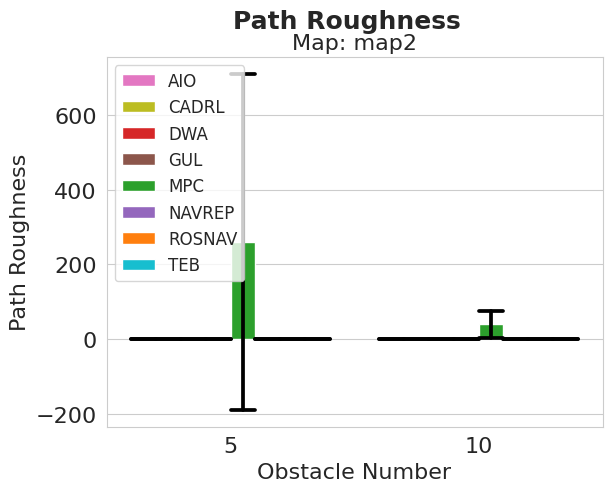 Path Roughness
Map: map2
AIO
CADRL
DWA
GUL
MPC
NAVREP
ROSNAV
TEB
Path Roughness
600
400
200
0
−200
5 10
Obstacle Number